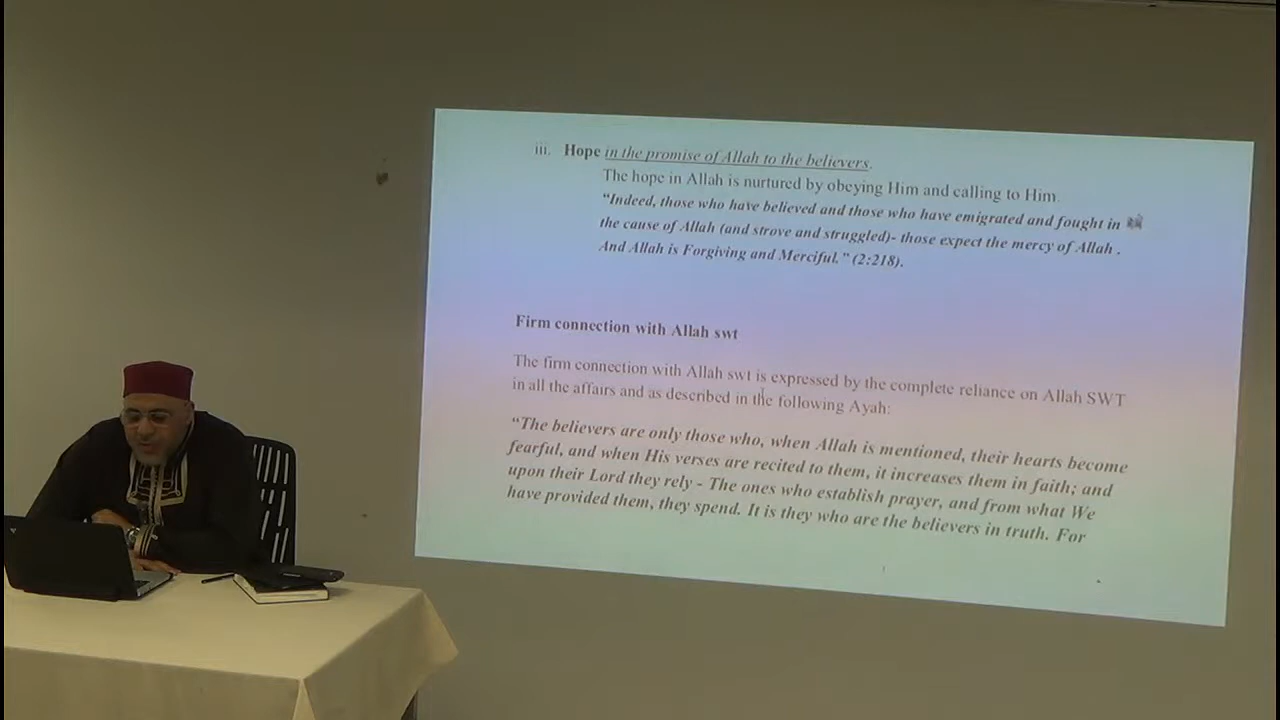 iii. Hope in the promise of Allah to the believers.
The hope in Allah is nurtured by obeying Him and calling to Him.
“Indeed, those who have believed and those who have emigrated and fought in
the cause of Allah (and strove and struggled)- those expect the mercy of Allah .
And Allah is Forgiving and Merciful.” (2:218).
Firm connection with Allah swt
The firm connection with Allah swt is expressed by the complete reliance on Allah SWT
in all the affairs and as described in the following Ayah:
“The believers are only those who, when Allah is mentioned, their hearts become
fearful, and when His verses are recited to them, it increases them in faith; and
upon their Lord they rely - The ones who establish prayer, and from what We
have provided them, they spend. It is they who are the believers in truth. For